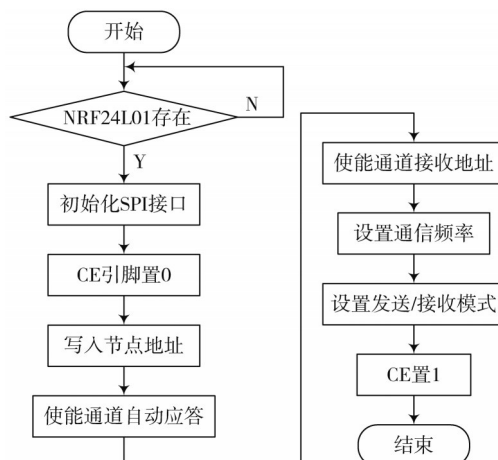 开始
N
NRF24L01存在
Y
初始化SPI接口
CE引脚置0
写入节点地址
使能通道自动应答
使能通道接收地址
设置通信频率
设置发送/接收模式
CE置1
结束